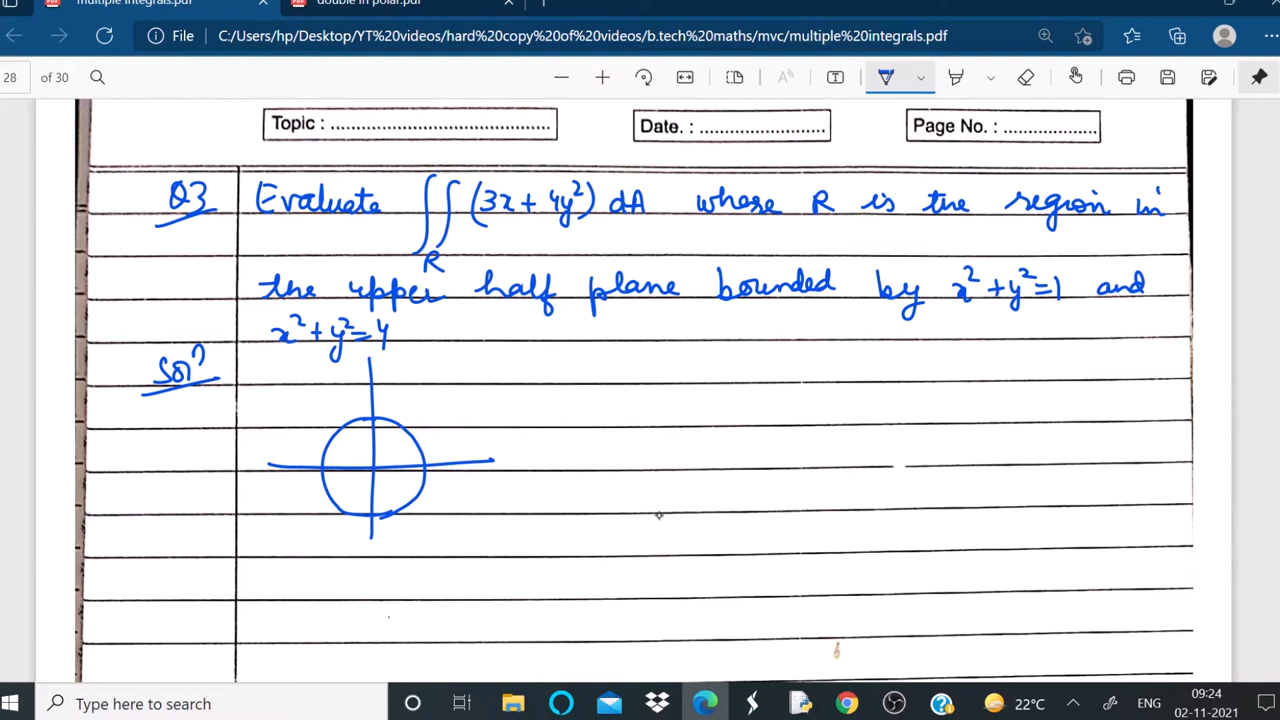 multiple integrals.pdf
double in polar.pdf
File C:/Users/hp/Desktop/YT%20videos/hard%20copy%20of%20videos/b.tech%20maths/mvc/multiple%20integrals.pdf
28 of 30
Topic : Date. : Page No. :
Q3 Evaluate ∬_R (3x + 4y²) dA where R is the region in
the upper half plane bounded by x² + y² = 1 and
x² + y² = 4
Solⁿ
Type here to search 22°C ENG 09:24
02-11-2021